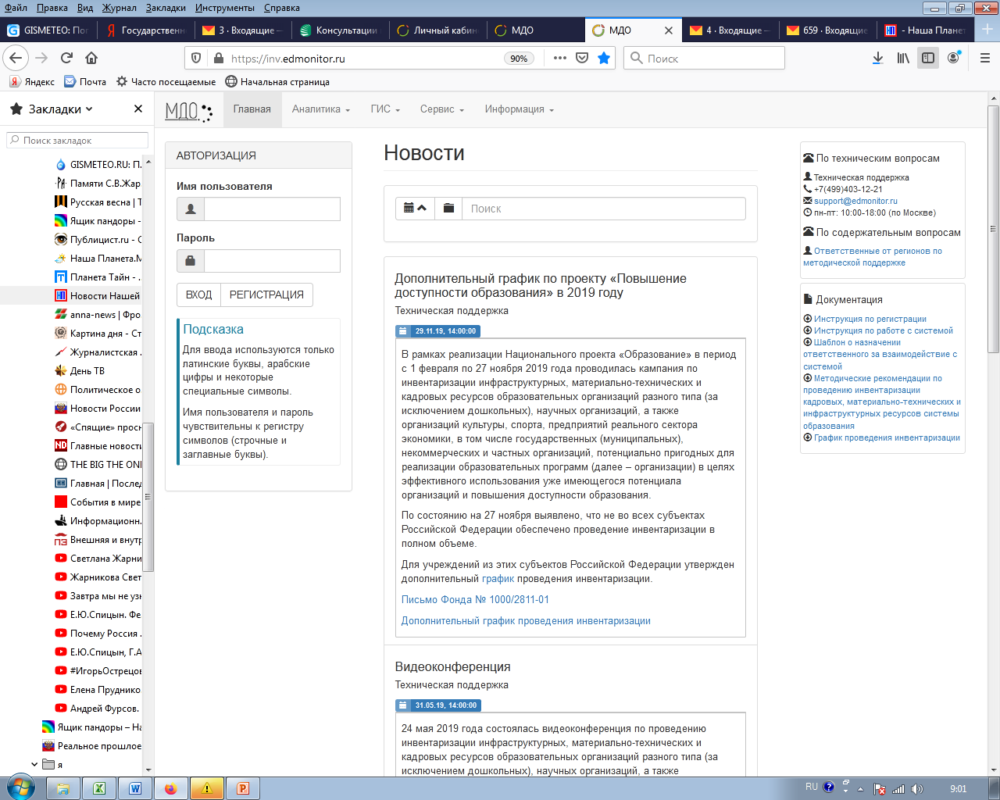 Файл Правка Вид Журнал Закладки Инструменты Справка
GISMETEO: Пог
Государствен
3 · Входящие —
Консультации
Личный кабин
МДО
МДО
4 · Входящие —
659 · Входящие
- Наша Планет
https://inv.edmonitor.ru
90%
Поиск
Яндекс Почта Часто посещаемые Начальная страница
Закладки
Поиск закладок
GISMETEO.RU: П
Памяти С.В.Жар
Русская весна | Т
Ящик пандоры -
Публицист.ru - С
Наша Планета.М
Планета Тайн - .
Новости Нашей
anna-news | Фро
Картина дня - Ст
Журналистская .
День ТВ
Политическое о
Новости России
«Спящие» просн
Главные новости
THE BIG THE ONE
Главная | Послед
События в мире
Информационн.
Внешняя и внутр
Светлана Жарни
Жарникова Свет
Завтра мы не узн
Е.Ю.Спицын. Фе
Почему Россия .
Е.Ю.Спицын, Г.А
#ИгорьОстрецов
Елена Прудникo
Андрей Фурсов.
Ящик пандоры – На
Реальное прошлое
я
МДО
Главная Аналитика ГИС Сервис Информация
АВТОРИЗАЦИЯ
Имя пользователя
Пароль
ВХОД РЕГИСТРАЦИЯ
Подсказка
Для ввода используются только
латинские буквы, арабские
цифры и некоторые
специальные символы.
Имя пользователя и пароль
чувствительны к регистру
символов (строчные и
заглавные буквы).
Новости
Поиск
Дополнительный график по проекту «Повышение
доступности образования» в 2019 году
Техническая поддержка
29.11.19, 14:00:00
В рамках реализации Национального проекта «Образование» в период
с 1 февраля по 27 ноября 2019 года проводилась кампания по
инвентаризации инфраструктурных, материально-технических и
кадровых ресурсов образовательных организаций разного типа (за
исключением дошкольных), научных организаций, а также
организаций культуры, спорта, предприятий реального сектора
экономики, в том числе государственных (муниципальных),
некоммерческих и частных организаций, потенциально пригодных для
реализации образовательных программ (далее – организации) в целях
эффективного использования уже имеющегося потенциала
организаций и повышения доступности образования.
По состоянию на 27 ноября выявлено, что не во всех субъектах
Российской Федерации обеспечено проведение инвентаризации в
полном объеме.
Для учреждений из этих субъектов Российской Федерации утвержден
дополнительный график проведения инвентаризации.
Письмо Фонда № 1000/2811-01
Дополнительный график проведения инвентаризации
Видеоконференция
Техническая поддержка
31.05.19, 14:00:00
24 мая 2019 года состоялась видеоконференция по проведению
инвентаризации инфраструктурных, материально-технических и
кадровых ресурсов образовательных организаций разного типа (за
исключением дошкольных), научных организаций, а также
По техническим вопросам
Техническая поддержка
+7(499)403-12-21
support@edmonitor.ru
пн-пт: 10:00-18:00 (по Москве)
По содержательным вопросам
Ответственные от регионов по
методической поддержке
Документация
Инструкция по регистрации
Инструкция по работе с системой
Шаблон о назначении
ответственного за взаимодействие с
системой
Методические рекомендации по
проведению инвентаризации
кадровых, материально-технических и
инфраструктурных ресурсов системы
образования
График проведения инвентаризации
RU
9:01